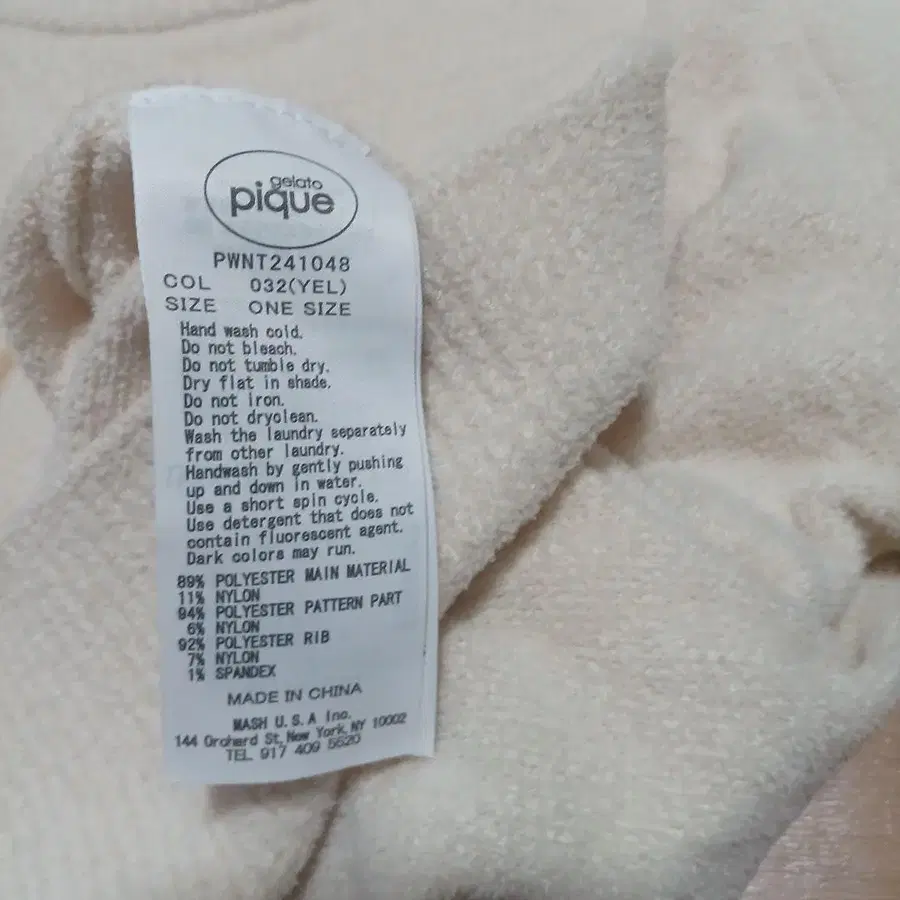 gelato
pique
PWNT241048
COL 032(YEL)
SIZE ONE SIZE
Hand wash cold.
Do not bleach.
Do not tumble dry.
Dry flat in shade.
Do not iron.
Do not dryclean.
Wash the laundry separately
from other laundry.
Handwash by gently pushing
up and down in water.
Use a short spin cycle.
Use detergent that does not
contain fluorescent agent.
Dark colors may run.
89% POLYESTER MAIN MATERIAL
11% NYLON
94% POLYESTER PATTERN PART
6% NYLON
92% POLYESTER RIB
7% NYLON
1% SPANDEX
MADE IN CHINA
MASH U.S.A Inc.
144 Orchard St, New York, NY 10002
TEL 917 409 5520